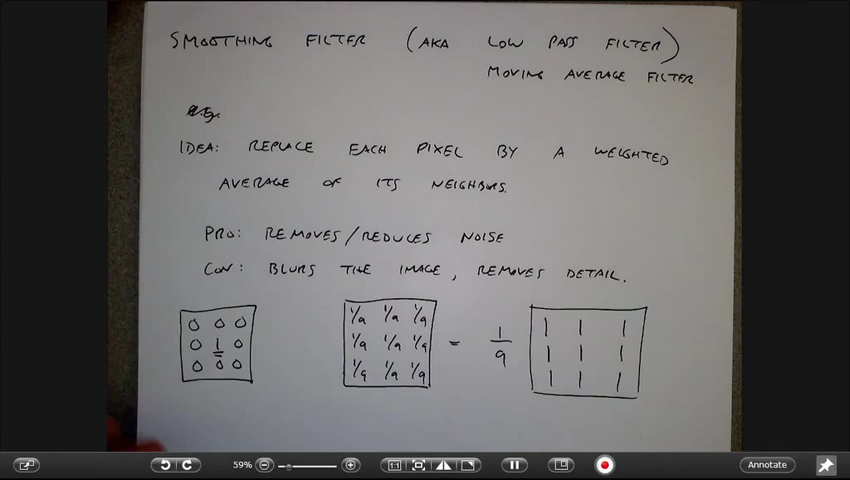 SMOOTHING FILTER (AKA LOW PASS FILTER)
MOVING AVERAGE FILTER
e.g.
IDEA: REPLACE EACH PIXEL BY A WEIGHTED
AVERAGE OF ITS NEIGHBORS.
PRO: REMOVES/REDUCES NOISE
CON: BLURS THE IMAGE, REMOVES DETAIL.
0 0 0
0 1 0
0 0 0
1/9 1/9 1/9
1/9 1/9 1/9
1/9 1/9 1/9
= 1/9
1 1 1
1 1 1
1 1 1
59% 1:1 Annotate